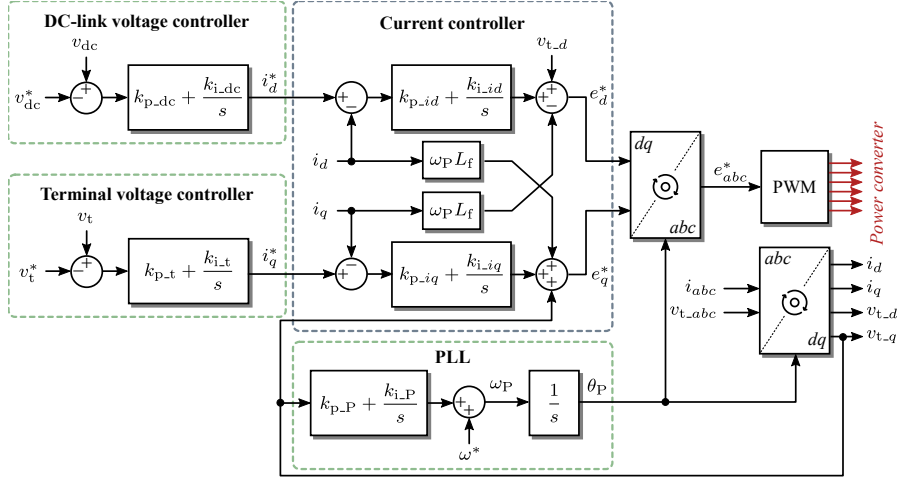 DC-link voltage controller
v_dc
v*_dc
+
−
k_p_dc + k_i_dc / s
i*_d
Terminal voltage controller
v_t
v*_t
−
+
k_p_t + k_i_t / s
i*_q
Current controller
+
−
k_p_id + k_i_id / s
v_t_d
+
+
+
e*_d
i_d
ω_P L_f
i_q
ω_P L_f
+
−
k_p_iq + k_i_iq / s
+
+
+
e*_q
PLL
k_p_P + k_i_P / s
+
+
ω*
ω_P
1 / s
θ_P
dq
abc
e*_abc
PWM
Power converter
i_abc
v_t_abc
abc
dq
i_d
i_q
v_t_d
v_t_q